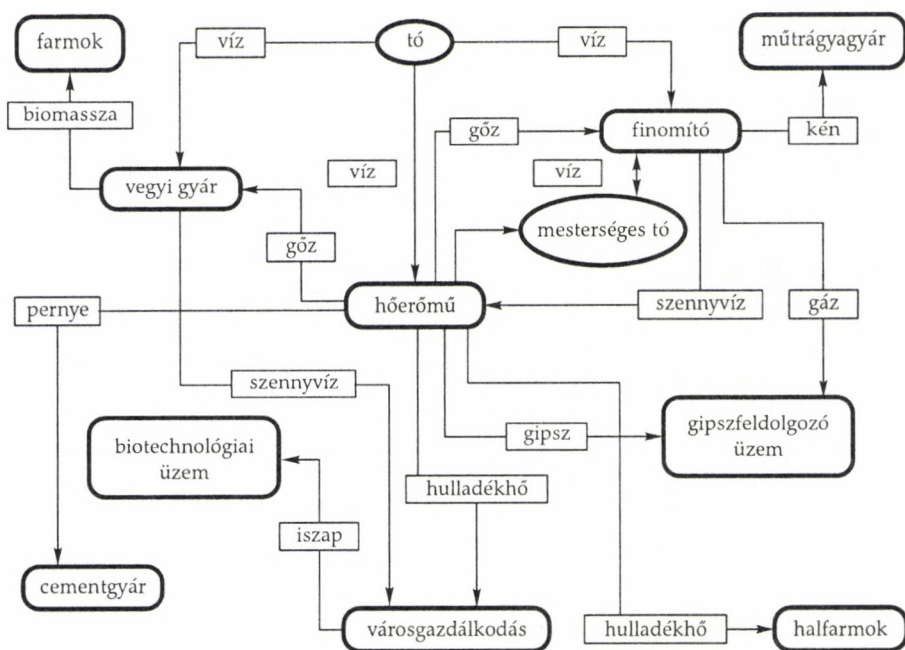 farmok
víz
tó
víz
műtrágyagyár
biomassza
gőz
finomító
kén
vegyi gyár
víz
víz
gőz
mesterséges tó
pernye
hőerőmű
szennyvíz
gáz
szennyvíz
biotechnológiai
üzem
gipsz
gipszfeldolgozó
üzem
hulladékhő
iszap
cementgyár
városgazdálkodás
hulladékhő
halfarmok